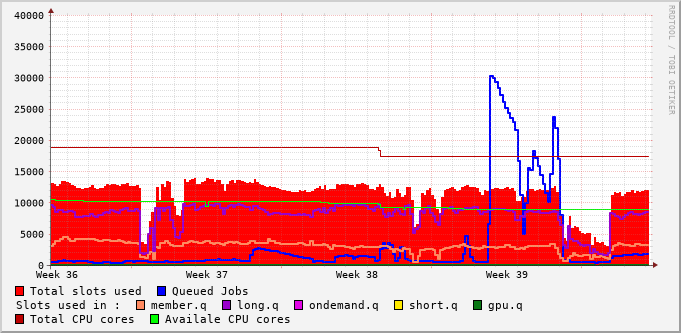 40000
35000
30000
25000
20000
15000
10000
5000
0
Week 36 Week 37 Week 38 Week 39
RRDTOOL / TOBI OETIKER
Total slots used Queued Jobs
Slots used in : member.q long.q ondemand.q short.q gpu.q
Total CPU cores Availale CPU cores